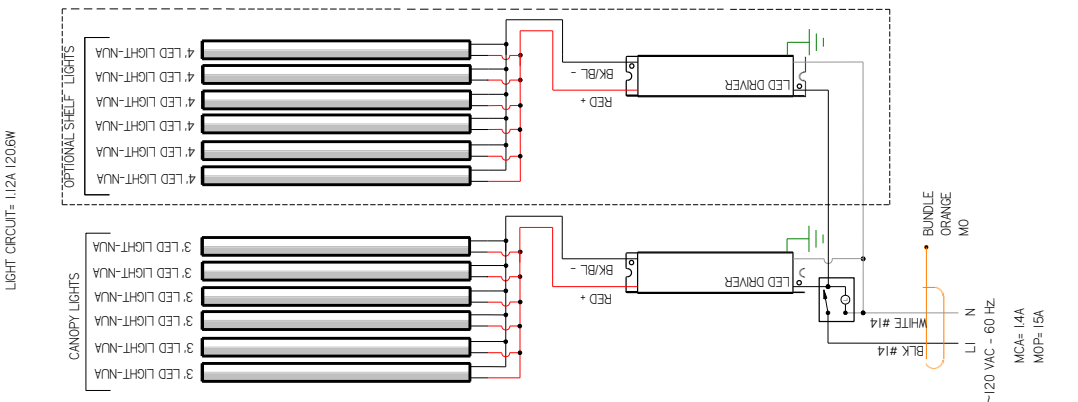 LIGHT CIRCUIT= 1.12A 120.6W
OPTIONAL SHELF LIGHTS
4' LED LIGHT-NUA
4' LED LIGHT-NUA
4' LED LIGHT-NUA
4' LED LIGHT-NUA
4' LED LIGHT-NUA
4' LED LIGHT-NUA
BK/BL -
RED +
LED DRIVER
CANOPY LIGHTS
3' LED LIGHT-NUA
3' LED LIGHT-NUA
3' LED LIGHT-NUA
3' LED LIGHT-NUA
3' LED LIGHT-NUA
3' LED LIGHT-NUA
BK/BL -
RED +
LED DRIVER
BUNDLE
ORANGE
M0
WHITE #14
BLK #14
N
L1
~120 VAC - 60 HZ
MCA= 1.4A
MOP= 15A